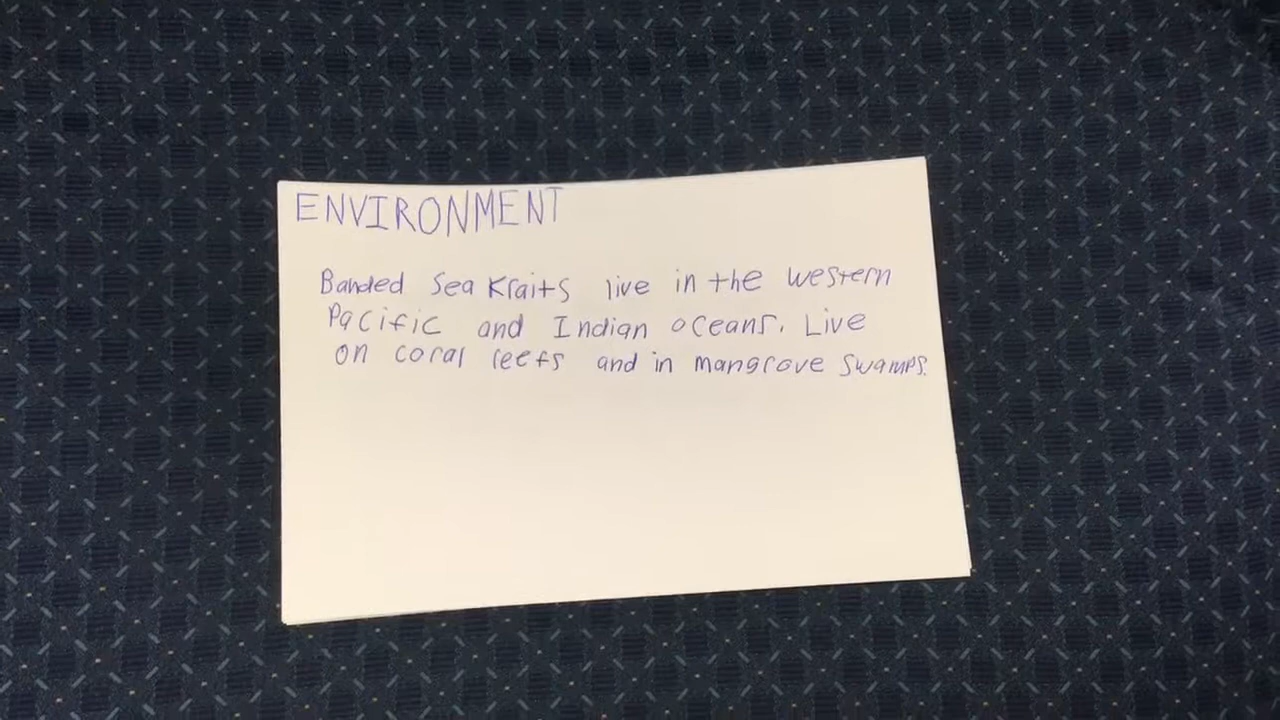 ENVIRONMENT
Banded Sea Kraits live in the western
Pacific and Indian oceans. Live
on coral reefs and in mangrove swamps.